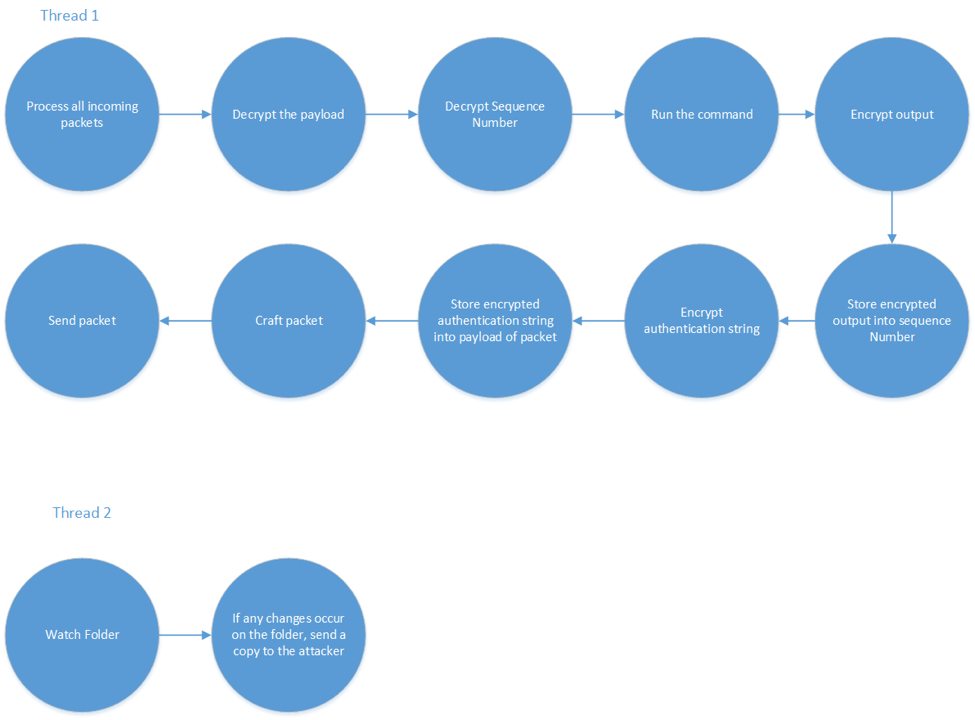 Thread 1
Process all incoming
packets
Decrypt the payload
Decrypt Sequence
Number
Run the command
Encrypt output
Send packet
Craft packet
Store encrypted
authentication string
into payload of packet
Encrypt
authentication string
Store encrypted
output into sequence
Number
Thread 2
Watch Folder
If any changes occur
on the folder, send a
copy to the attacker